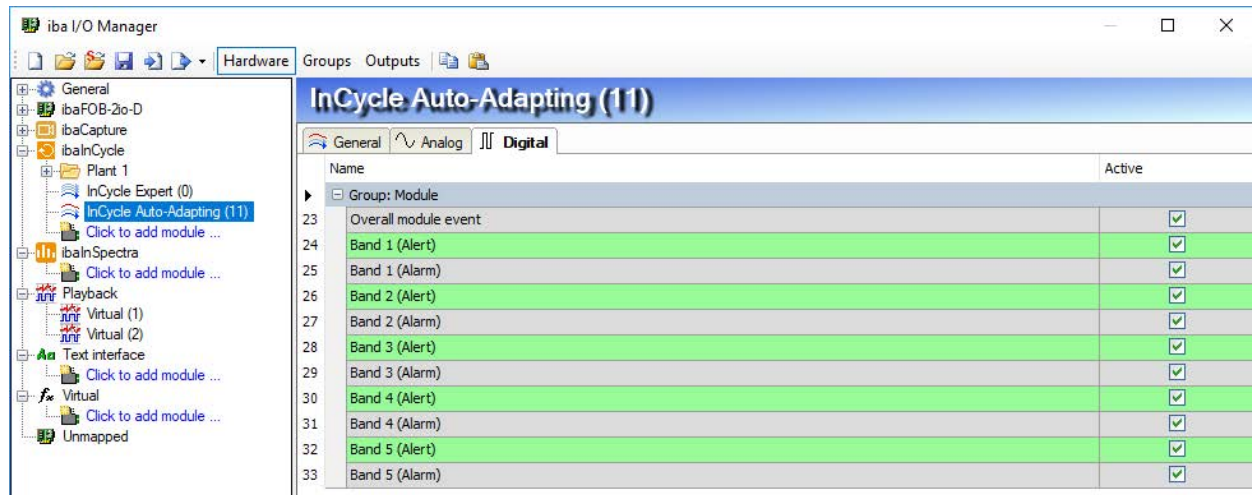 iba I/O Manager
Hardware Groups Outputs
General
ibaFOB-2io-D
ibaCapture
ibaInCycle
Plant 1
InCycle Expert (0)
InCycle Auto-Adapting (11)
Click to add module ...
ibaInSpectra
Click to add module ...
Playback
Virtual (1)
Virtual (2)
Text interface
Click to add module ...
Virtual
Click to add module ...
Unmapped
InCycle Auto-Adapting (11)
General Analog Digital
Name Active
Group: Module
23 Overall module event
24 Band 1 (Alert)
25 Band 1 (Alarm)
26 Band 2 (Alert)
27 Band 2 (Alarm)
28 Band 3 (Alert)
29 Band 3 (Alarm)
30 Band 4 (Alert)
31 Band 4 (Alarm)
32 Band 5 (Alert)
33 Band 5 (Alarm)